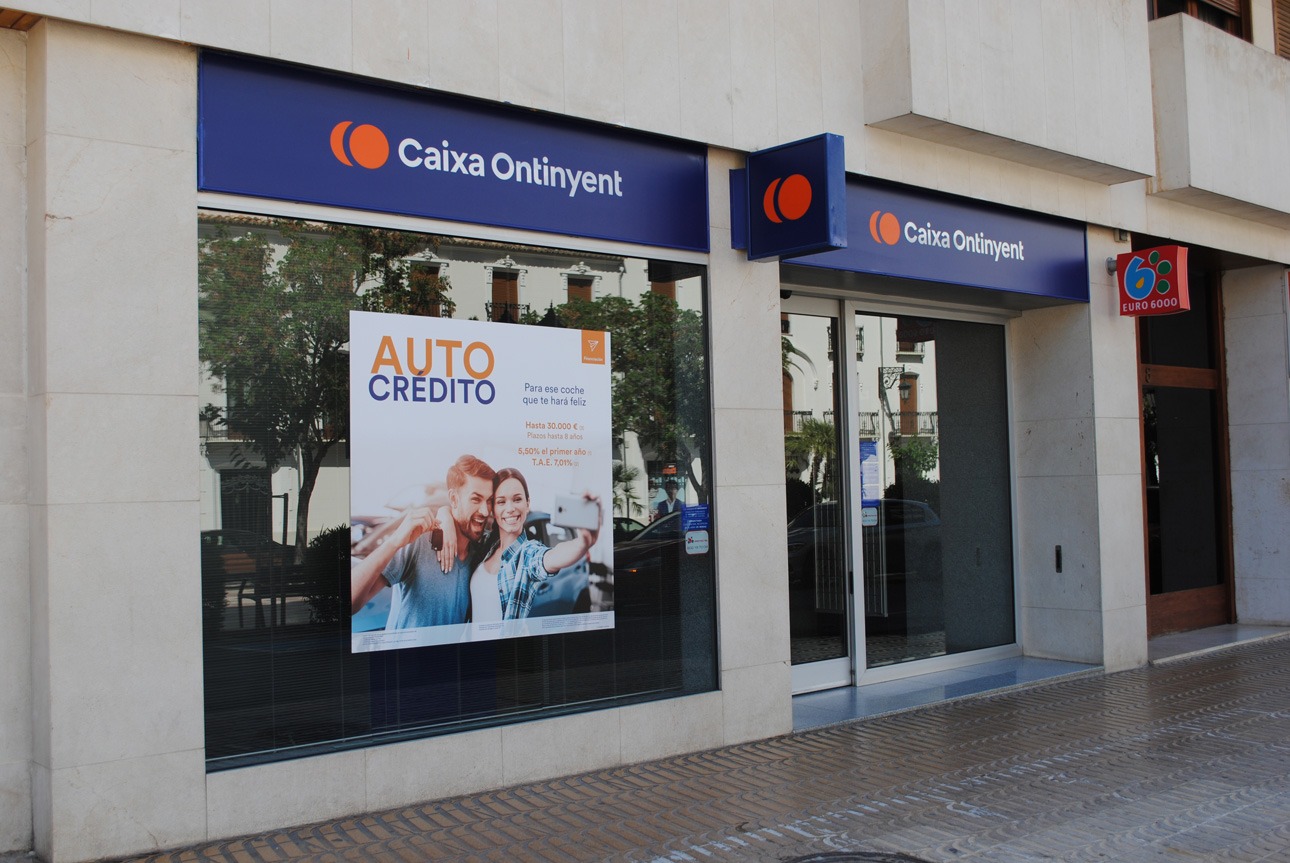 Caixa Ontinyent
Caixa Ontinyent
6
EURO 6000
AUTO
CRÉDITO
Para ese coche
que te hará feliz
Hasta 30.000 €
Plazos hasta 8 años
5,50% el primer año
T.A.E. 7,01%